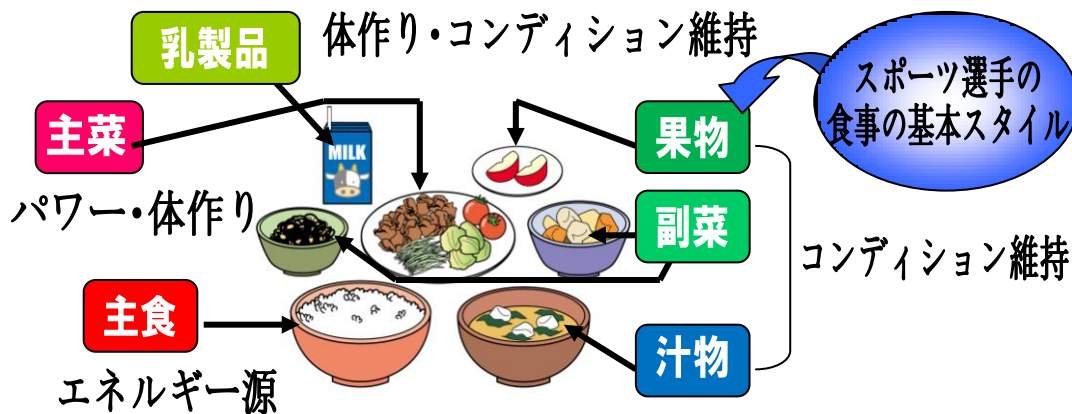 乳製品
体作り・コンディション維持
スポーツ選手の
食事の基本スタイル
主菜
パワー・体作り
MILK
果物
副菜
コンディション維持
主食
エネルギー源
汁物